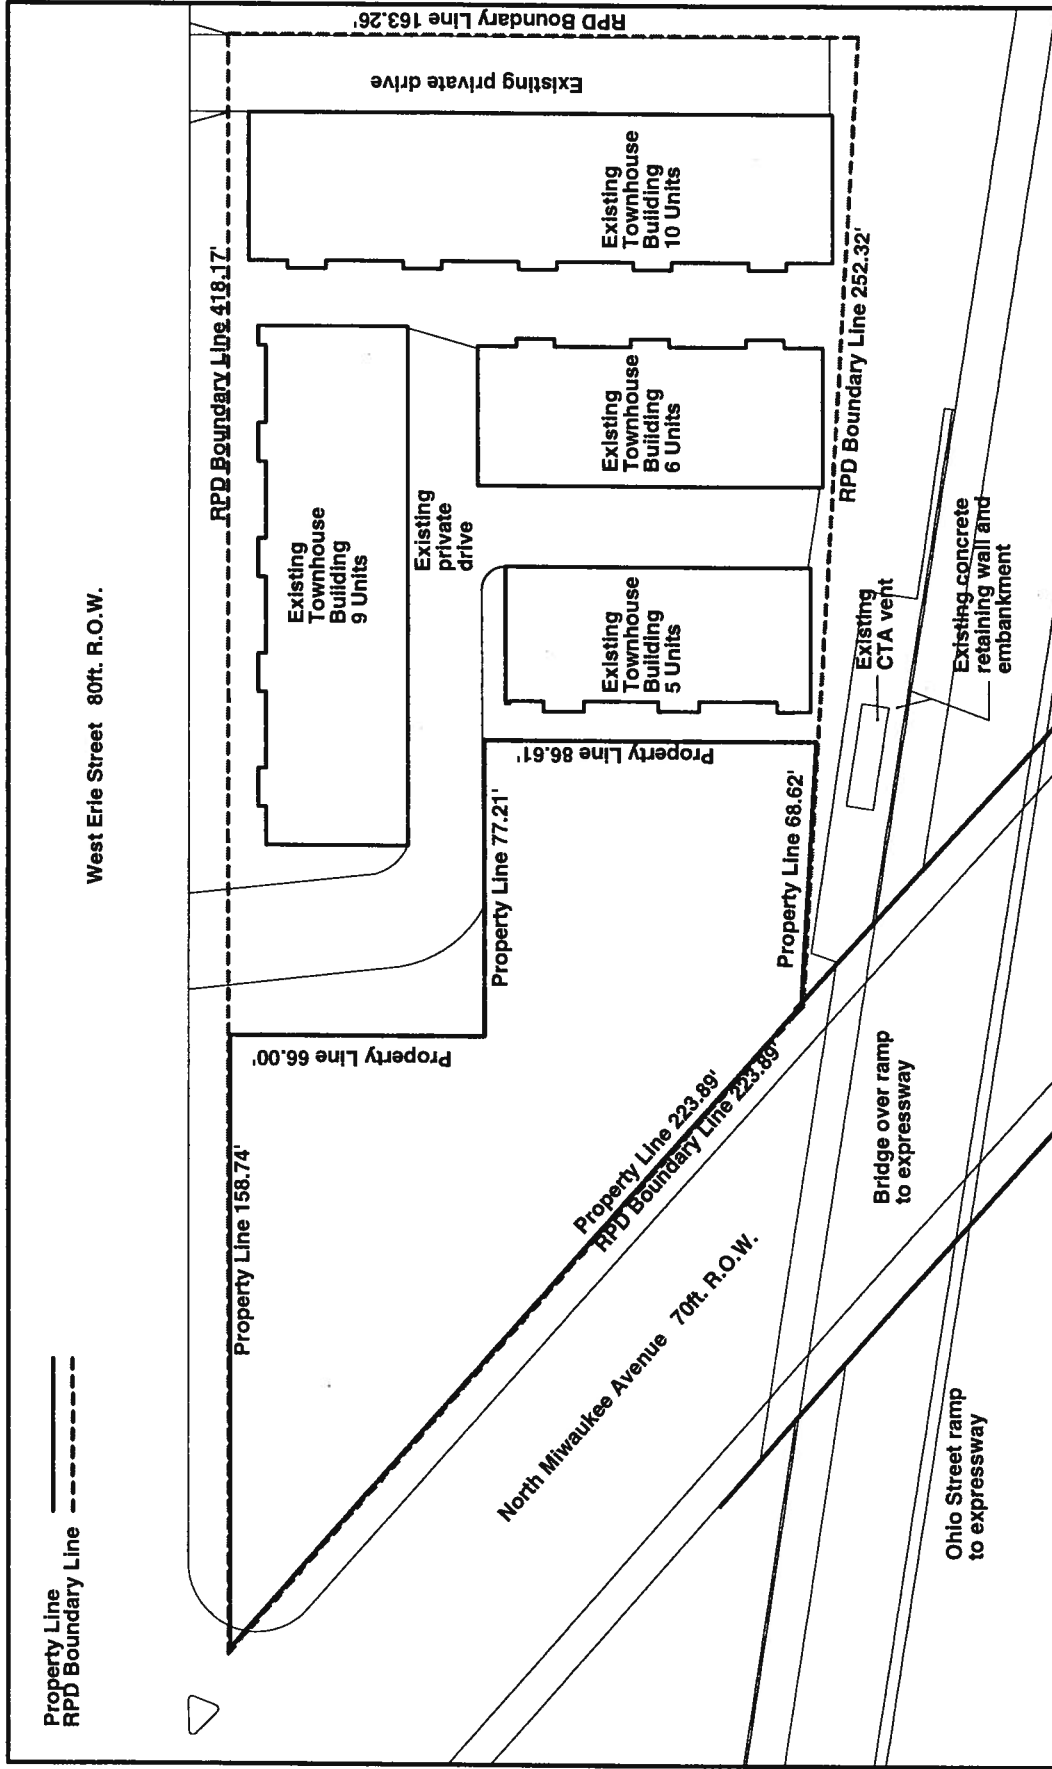 Property Line
RPD Boundary Line
West Erie Street 80ft. R.O.W.
Property Line 158.74'
RPD Boundary Line 418.17'
RPD Boundary Line 163.26'
Existing private drive
Existing
Townhouse
Building
9 Units
Existing
private
drive
Existing
Townhouse
Building
10 Units
Existing
Townhouse
Building
6 Units
Existing
Townhouse
Building
5 Units
Property Line 66.00'
Property Line 77.21'
Property Line 86.61'
Property Line 68.62'
RPD Boundary Line 252.32'
Property Line 223.89'
RPD Boundary Line 223.89'
North Miwaukee Avenue 70ft. R.O.W.
Existing
CTA vent
Existing concrete
retaining wall and
embankment
Bridge over ramp
to expressway
Ohio Street ramp
to expressway